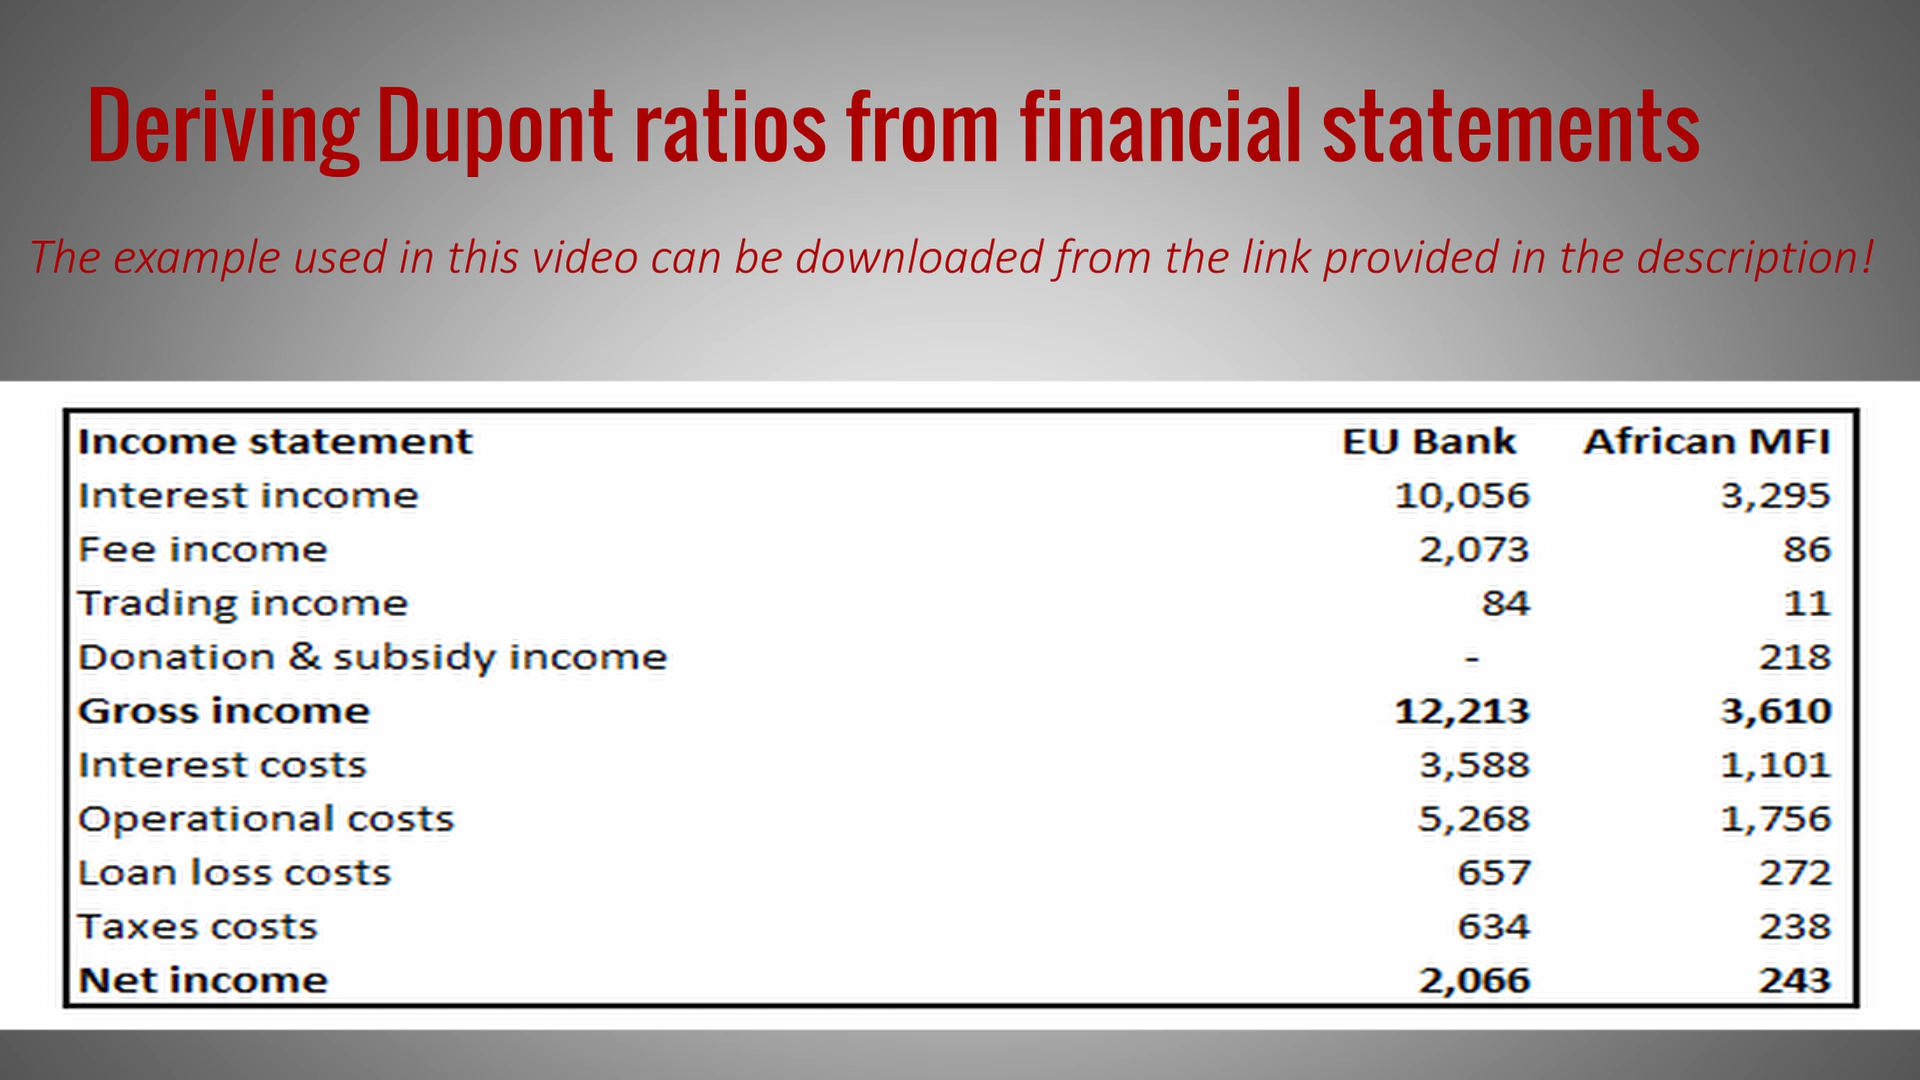 Deriving Dupont ratios from financial statements
The example used in this video can be downloaded from the link provided in the description!
Income statement EU Bank African MFI
Interest income 10,056 3,295
Fee income 2,073 86
Trading income 84 11
Donation & subsidy income - 218
Gross income 12,213 3,610
Interest costs 3,588 1,101
Operational costs 5,268 1,756
Loan loss costs 657 272
Taxes costs 634 238
Net income 2,066 243